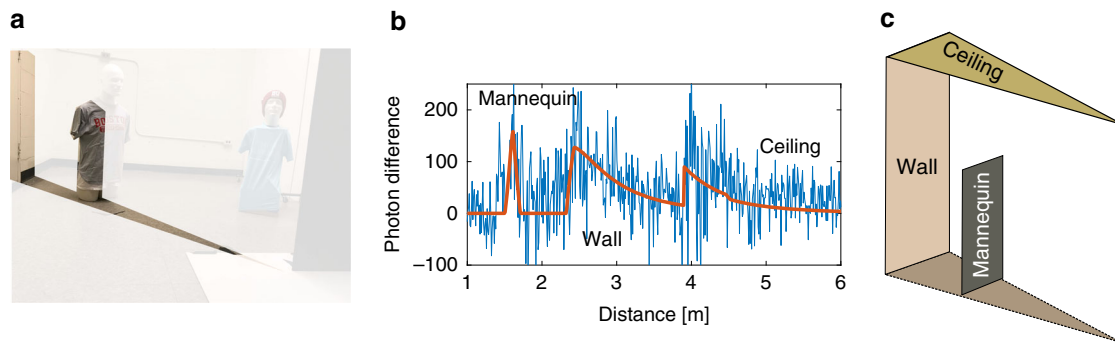 a
b
c
BO
Photon difference
200
100
0
−100
Mannequin
Ceiling
Wall
1
2
3
4
5
6
Distance [m]
Ceiling
Wall
Mannequin